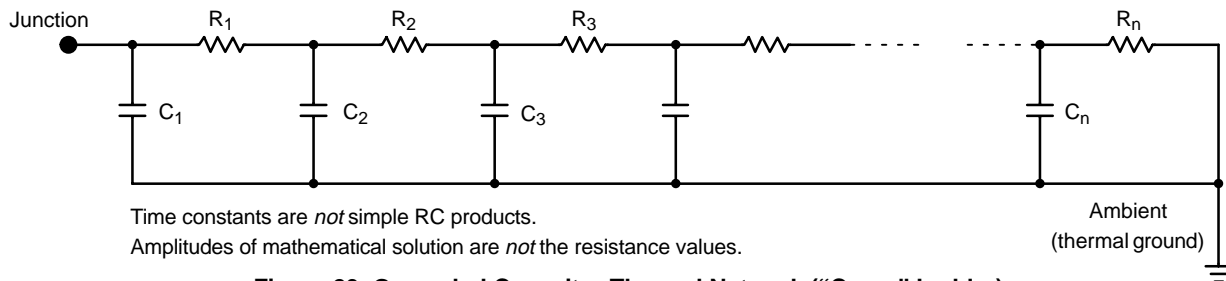 Junction
R1 R2 R3 Rn
C1 C2 C3 Cn
Time constants are not simple RC products.
Amplitudes of mathematical solution are not the resistance values.
Ambient
(thermal ground)